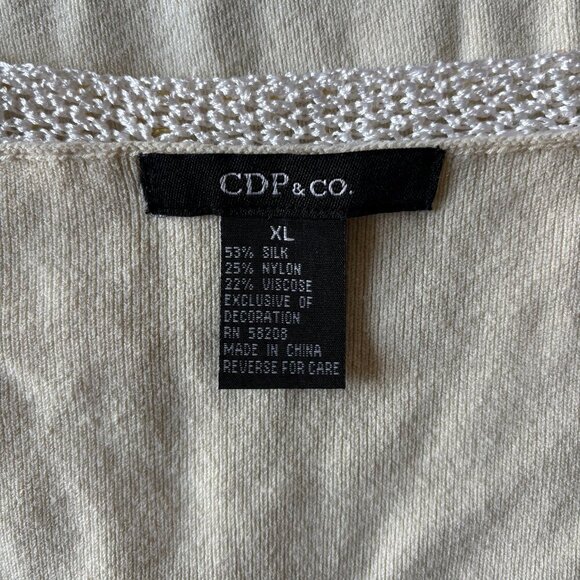 CDP & CO.
XL
53% SILK
25% NYLON
22% VISCOSE
EXCLUSIVE OF
DECORATION
RN 58208
MADE IN CHINA
REVERSE FOR CARE